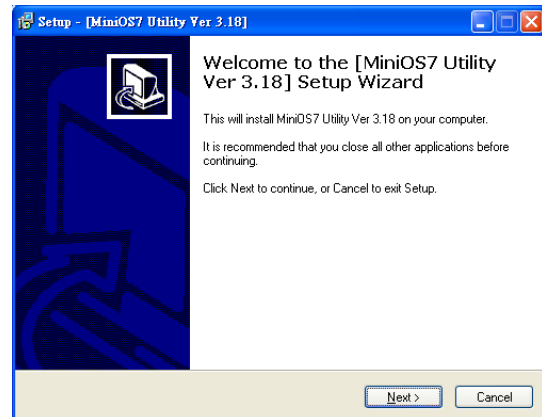 Setup - [MiniOS7 Utility Ver 3.18]
Welcome to the [MiniOS7 Utility
Ver 3.18] Setup Wizard
This will install MiniOS7 Utility Ver 3.18 on your computer.
It is recommended that you close all other applications before
continuing.
Click Next to continue, or Cancel to exit Setup.
Next >
Cancel